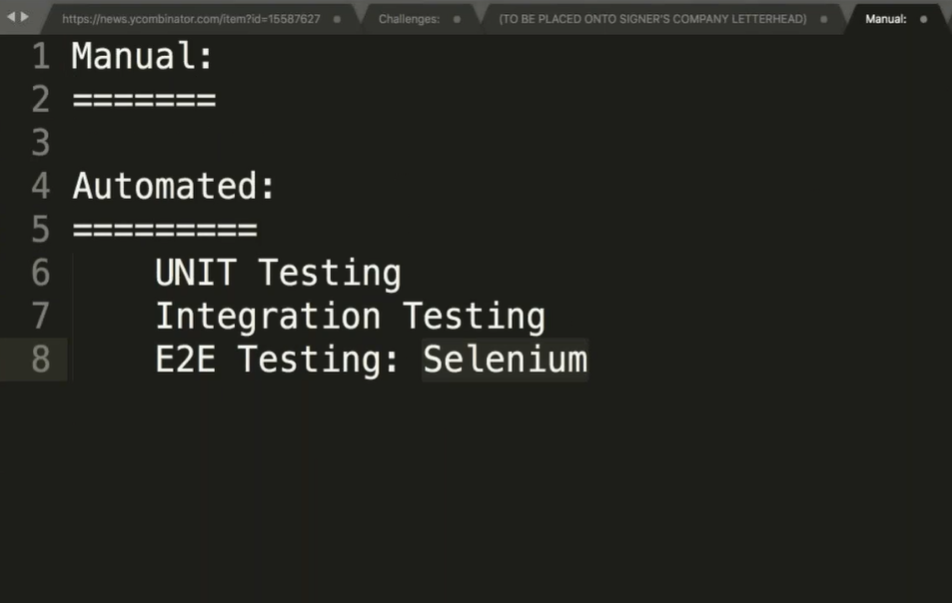 https://news.ycombinator.com/item?id=15587627
Challenges:
(TO BE PLACED ONTO SIGNER'S COMPANY LETTERHEAD)
Manual:
1 Manual:
2 =======
3
4 Automated:
5 =========
6 UNIT Testing
7 Integration Testing
8 E2E Testing: Selenium